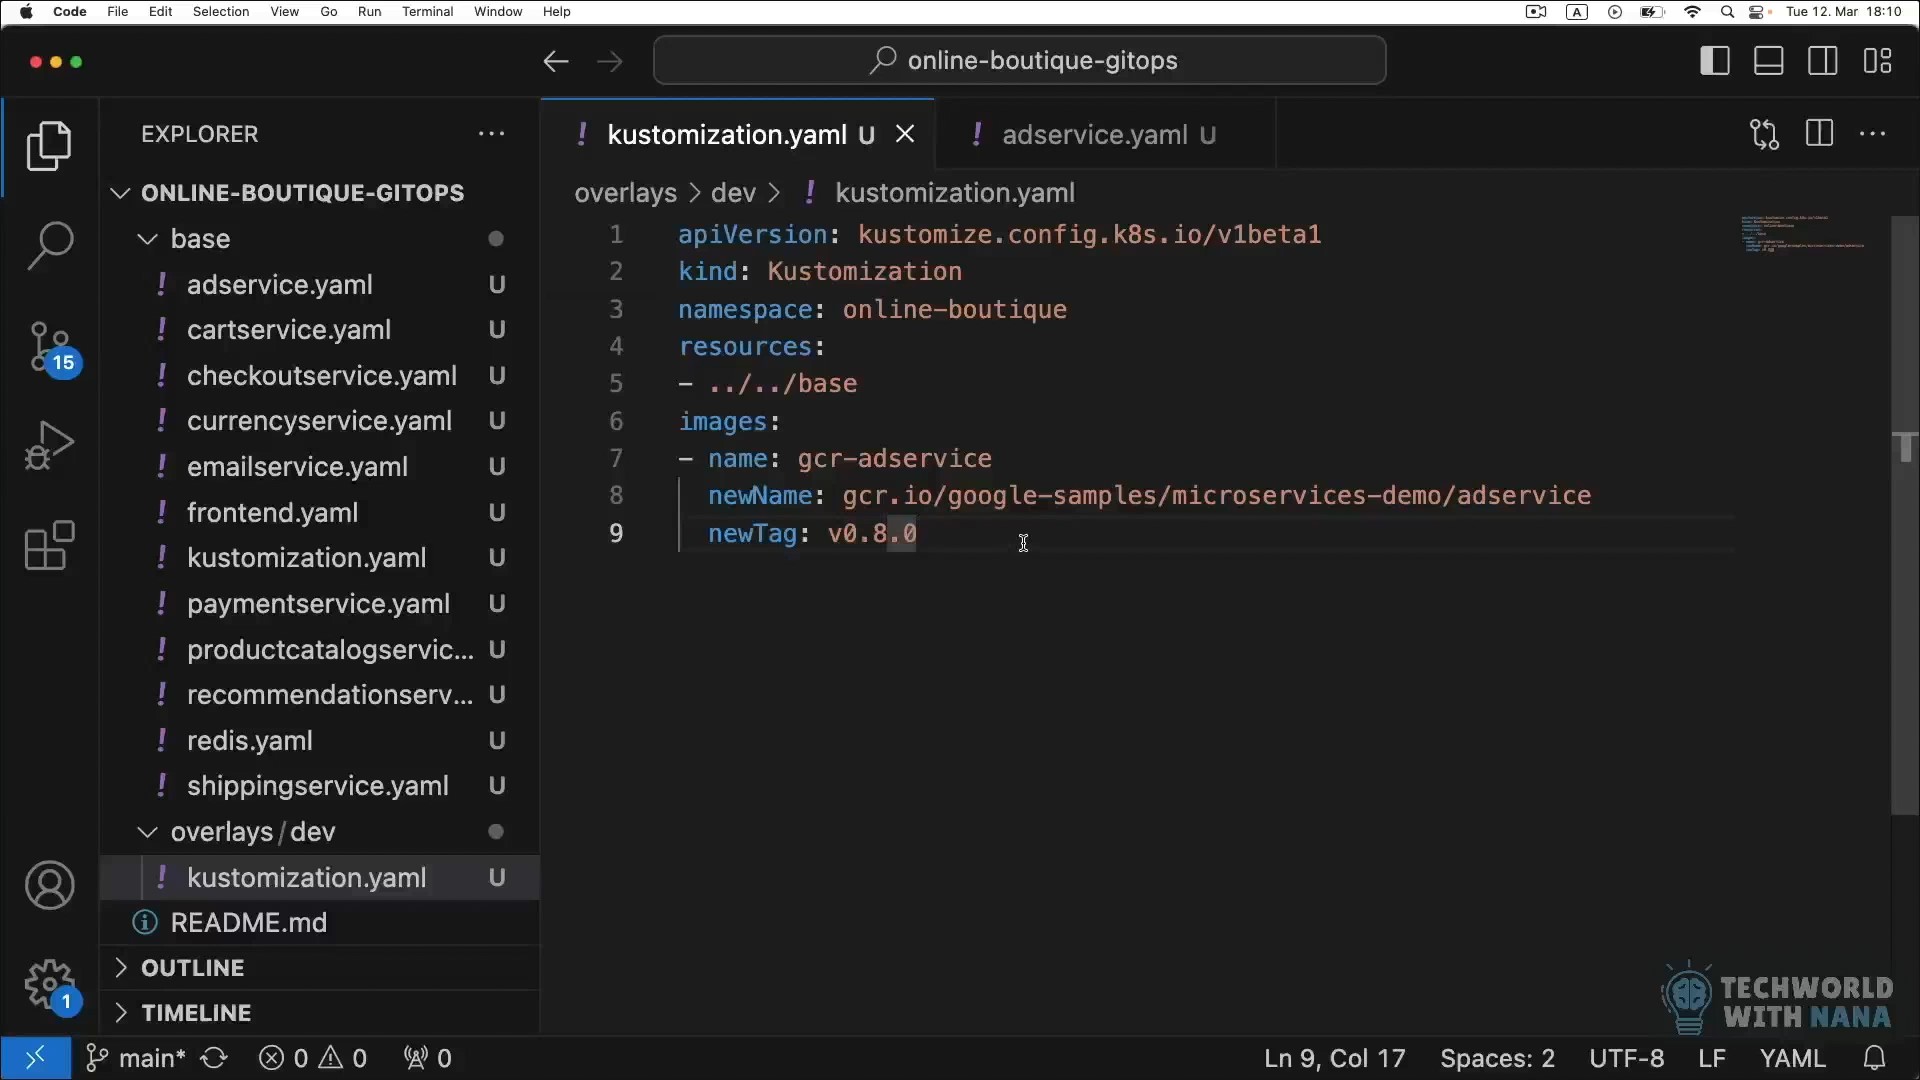 Code File Edit Selection View Go Run Terminal Window Help A Tue 12. Mar 18:10
online-boutique-gitops
EXPLORER
ONLINE-BOUTIQUE-GITOPS
base
! adservice.yaml U
! cartservice.yaml U
! checkoutservice.yaml U
! currencyservice.yaml U
! emailservice.yaml U
! frontend.yaml U
! kustomization.yaml U
! paymentservice.yaml U
! productcatalogservic... U
! recommendationserv... U
! redis.yaml U
! shippingservice.yaml U
overlays/dev
! kustomization.yaml U
README.md
OUTLINE
TIMELINE
15
1
! kustomization.yaml U
! adservice.yaml U
overlays > dev > ! kustomization.yaml
1 apiVersion: kustomize.config.k8s.io/v1beta1
2 kind: Kustomization
3 namespace: online-boutique
4 resources:
5 - ../../base
6 images:
7 - name: gcr-adservice
8 newName: gcr.io/google-samples/microservices-demo/adservice
9 newTag: v0.8.0
TECHWORLD
WITH NANA
main* 0 0 0 Ln 9, Col 17 Spaces: 2 UTF-8 LF YAML